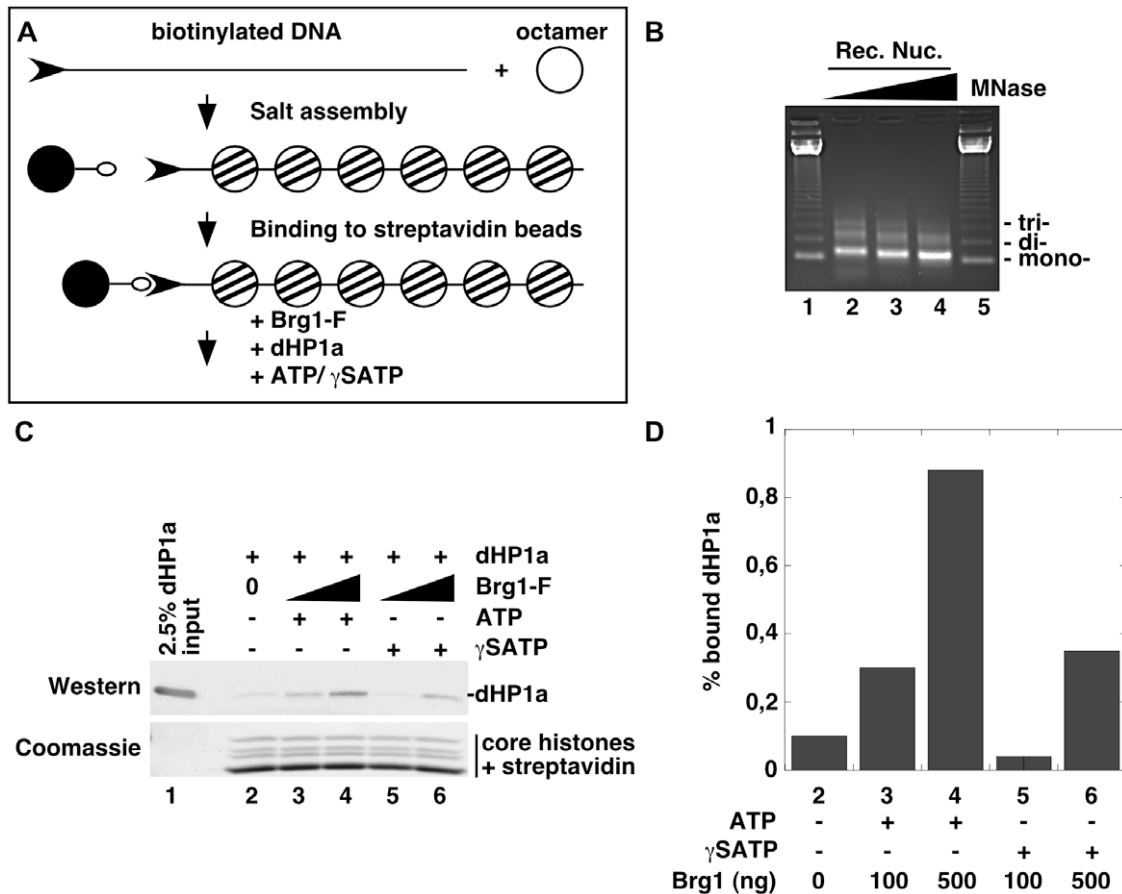 A
biotinylated DNA
octamer
+
Salt assembly
Binding to streptavidin beads
+ Brg1-F
+ dHP1a
+ ATP/ γSATP
B
Rec. Nuc.
MNase
- tri-
- di-
- mono-
1 2 3 4 5
C
2.5% dHP1a
input
+ + + + + dHP1a
0 Brg1-F
- + + - - ATP
- - - + + γSATP
Western
-dHP1a
Coomassie
core histones
+ streptavidin
1 2 3 4 5 6
D
% bound dHP1a
1
0,8
0,6
0,4
0,2
0
2 3 4 5 6
ATP - + + - -
γSATP - - - + +
Brg1 (ng) 0 100 500 100 500